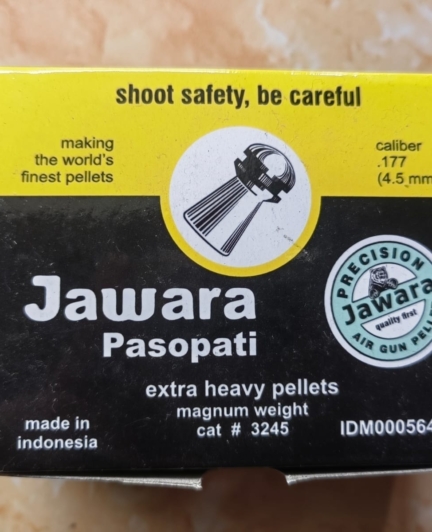 shoot safety, be careful
making
the world's
finest pellets
caliber
.177
(4.5 mm
PRECISION
Jawara
quality first
AIR GUN
Jawara
Pasopati
extra heavy pellets
magnum weight
cat # 3245
made in
indonesia
IDM000564